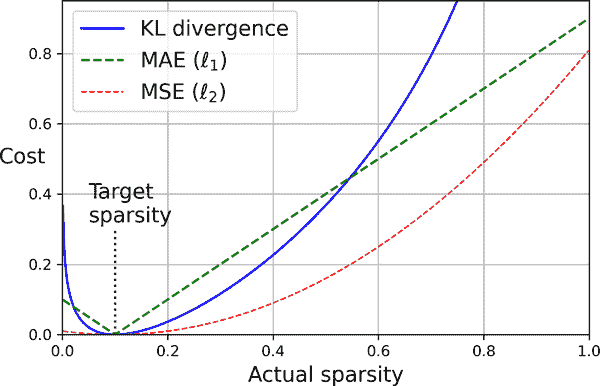 KL divergence
MAE (ℓ₁)
MSE (ℓ₂)
0.8
0.6
Cost
0.4
Target
sparsity
0.2
0.0
0.0 0.2 0.4 0.6 0.8 1.0
Actual sparsity